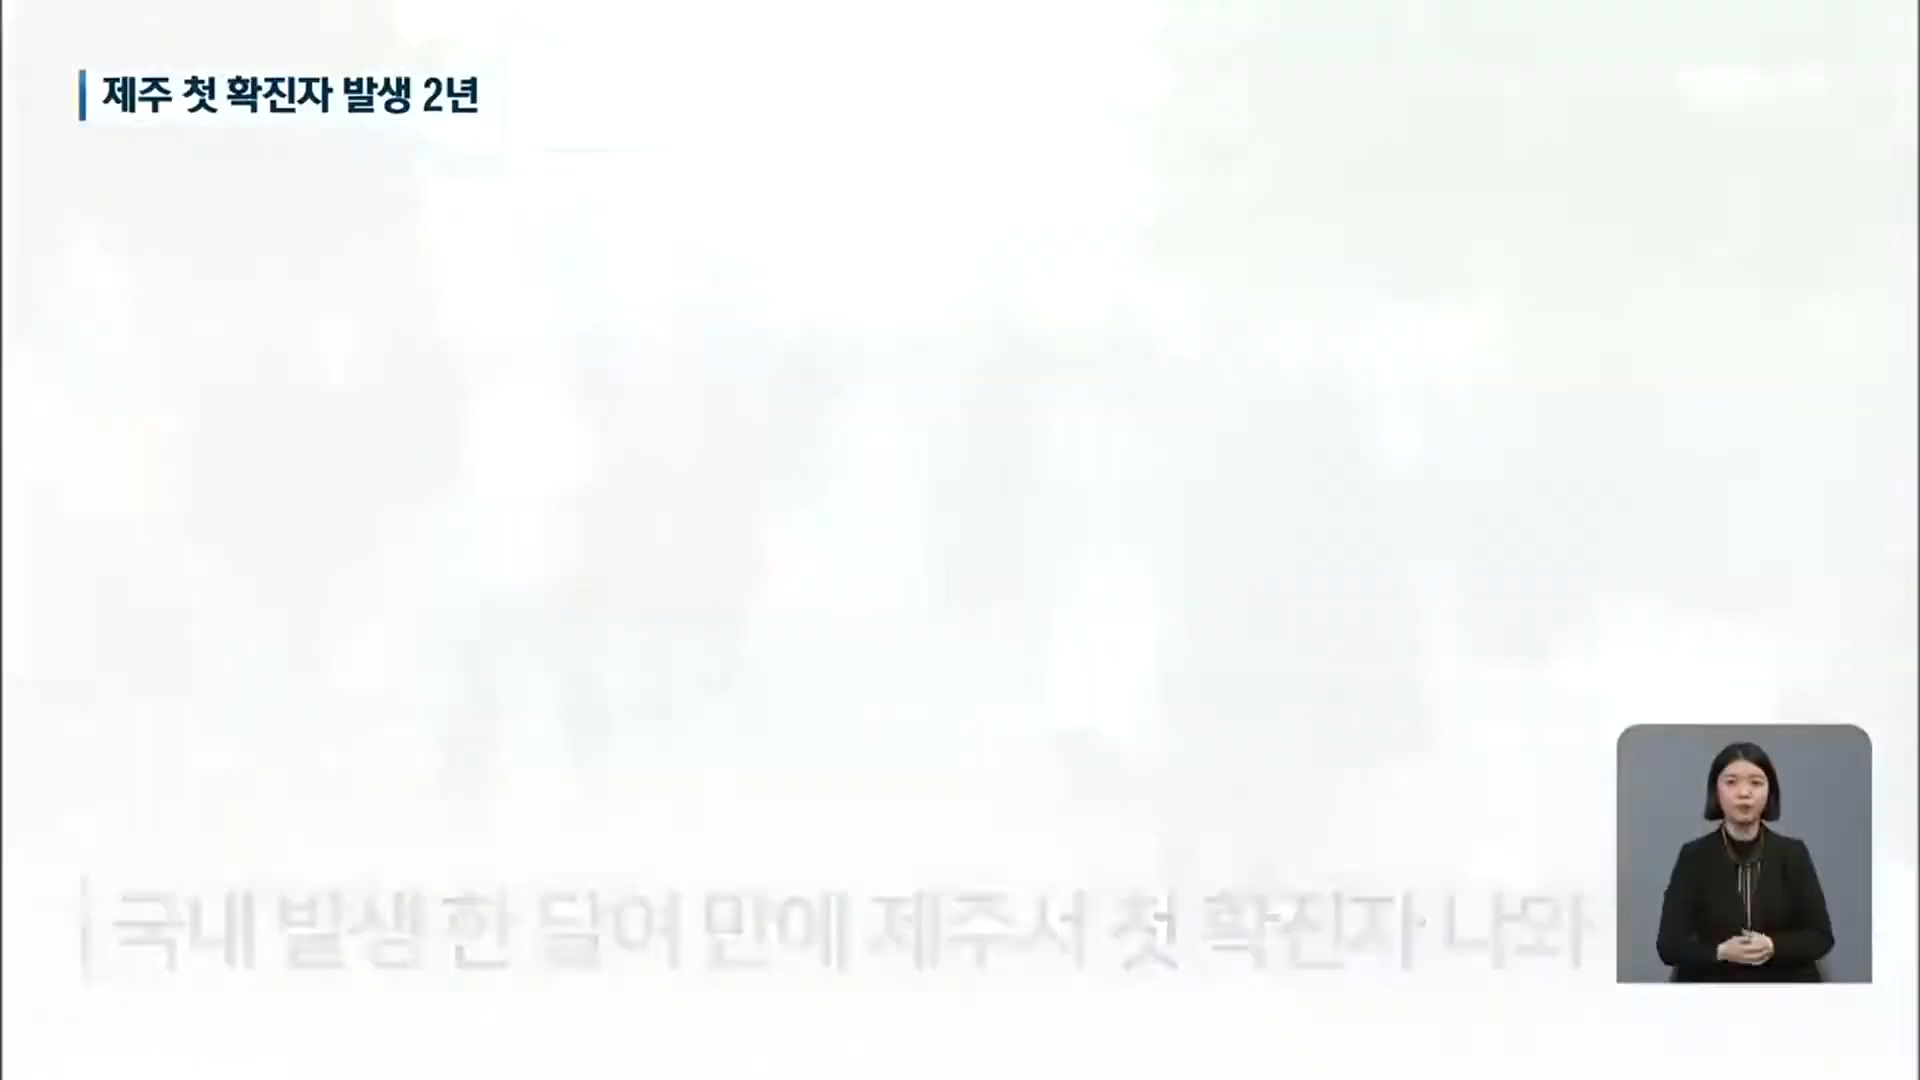 제주 첫 확진자 발생 2년
국내 발생 한 달여 만에 제주서 첫 확진자 나와